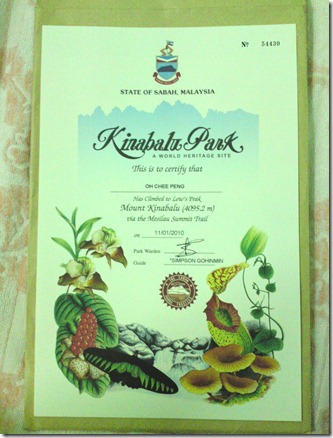 Nº 54439
STATE OF SABAH, MALAYSIA
Kinabalu Park
A WORLD HERITAGE SITE
This is to certify that
OH CHEE PENG
Has Climbed to Low's Peak
Mount Kinabalu (4095.2 m)
via the Mesilau Summit Trail
on 11/01/2010
Park Warden
Guide *SIMPSON GOHINMIN